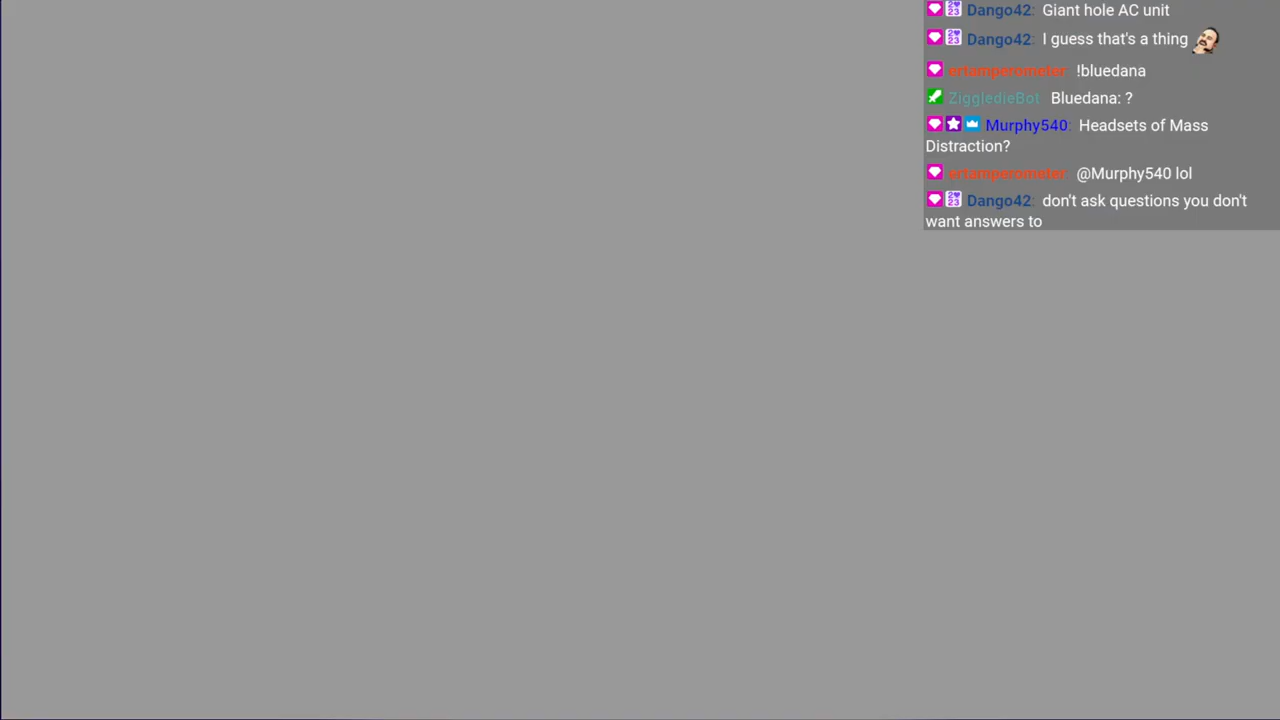 Dango42: Giant hole AC unit
Dango42: I guess that's a thing
ertamperometer: !bluedana
ZiggledieBot Bluedana: ?
Murphy540: Headsets of Mass
Distraction?
ertamperometer: @Murphy540 lol
Dango42: don't ask questions you don't
want answers to